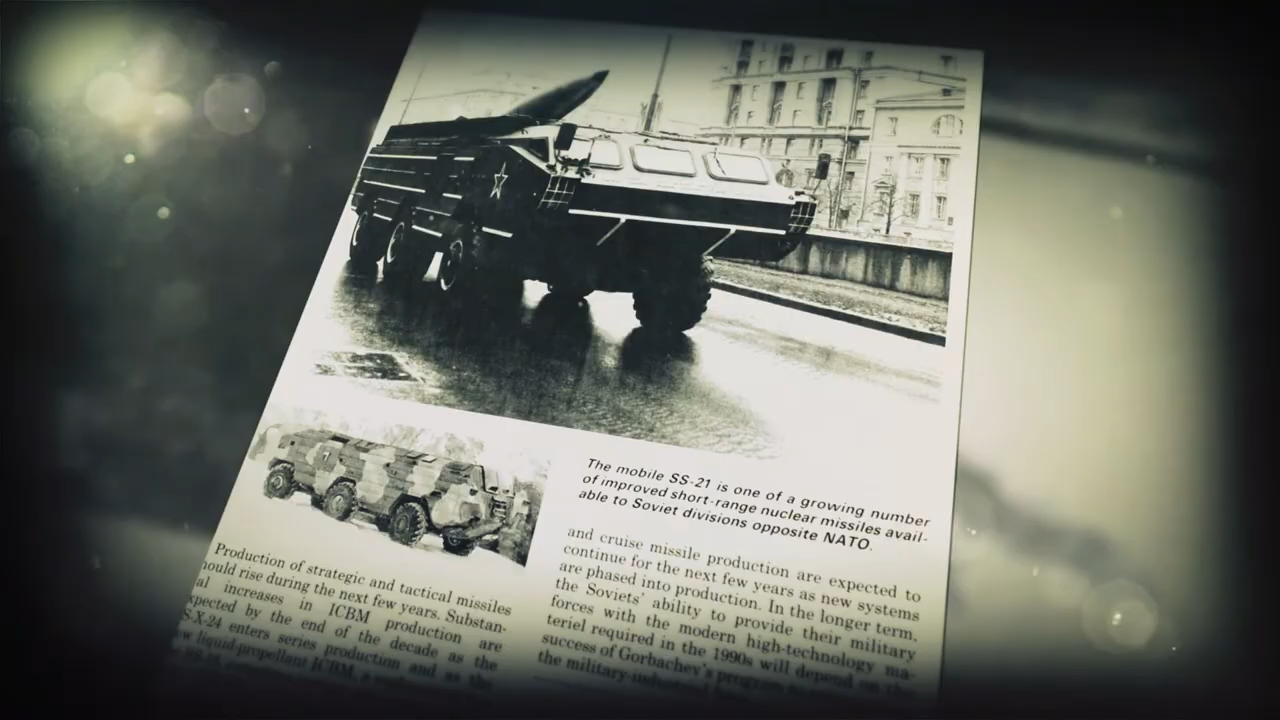 The mobile SS-21 is one of a growing number
of improved short-range nuclear missiles avail-
able to Soviet divisions opposite NATO.
Production of strategic and tactical missiles
hould rise during the next few years. Substan-
al increases in ICBM production are
xpected by the end of the decade as the
S-X-24 enters series production and as the
w liquid-propellant ICBM, a
and cruise missile production are expected to
continue for the next few years as new systems
are phased into production. In the longer term,
the Soviets' ability to provide their military
forces with the modern high-technology ma-
teriel required in the 1990s will depend on the
success of Gorbachev's program to
the military-industrial